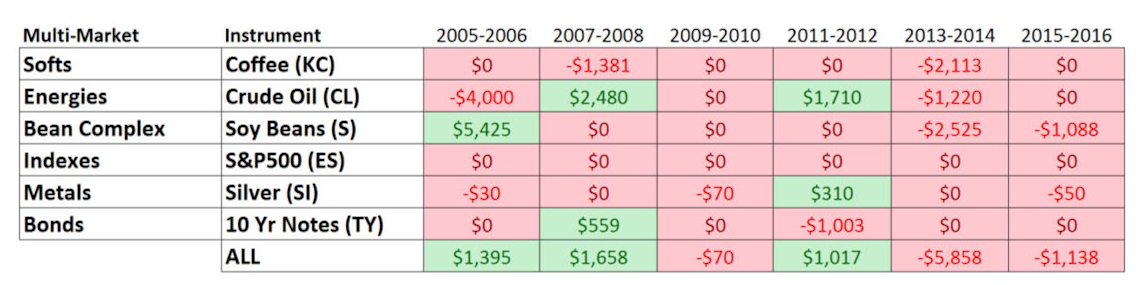 Multi-Market Instrument 2005-2006 2007-2008 2009-2010 2011-2012 2013-2014 2015-2016
Softs Coffee (KC) $0 -$1,381 $0 $0 -$2,113 $0
Energies Crude Oil (CL) -$4,000 $2,480 $0 $1,710 -$1,220 $0
Bean Complex Soy Beans (S) $5,425 $0 $0 $0 -$2,525 -$1,088
Indexes S&P500 (ES) $0 $0 $0 $0 $0 $0
Metals Silver (SI) -$30 $0 -$70 $310 $0 -$50
Bonds 10 Yr Notes (TY) $0 $559 $0 -$1,003 $0 $0
ALL $1,395 $1,658 -$70 $1,017 -$5,858 -$1,138